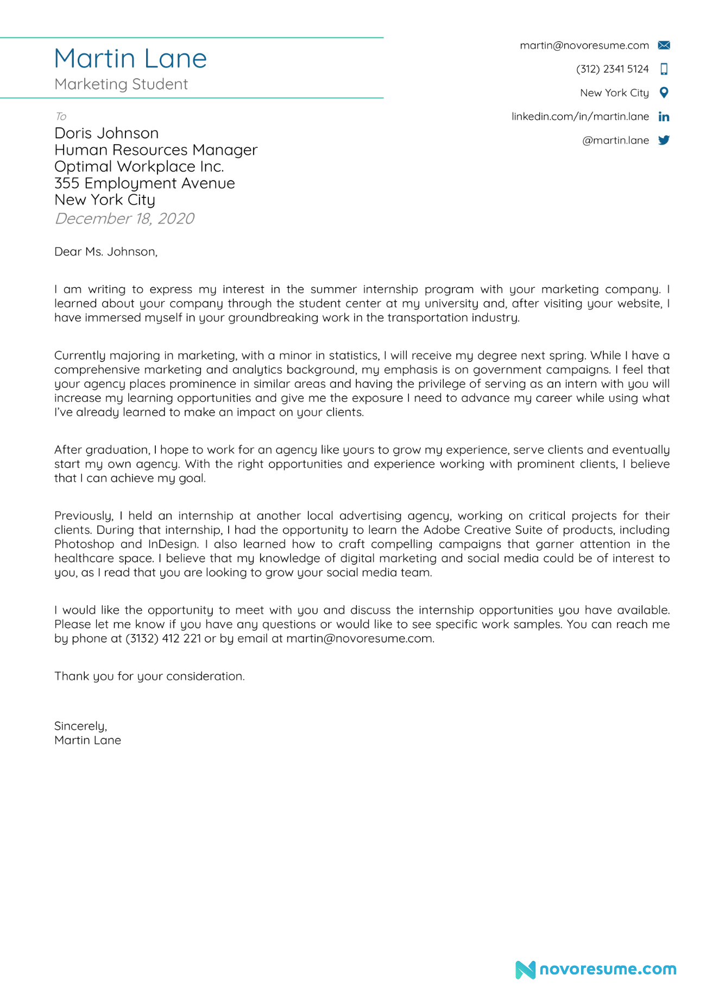 Martin Lane
Marketing Student
martin@novoresume.com
(312) 2341 5124
New York City
linkedin.com/in/martin.lane
@martin.lane
To
Doris Johnson
Human Resources Manager
Optimal Workplace Inc.
355 Employment Avenue
New York City
December 18, 2020
Dear Ms. Johnson,
I am writing to express my interest in the summer internship program with your marketing company. I
learned about your company through the student center at my university and, after visiting your website, I
have immersed myself in your groundbreaking work in the transportation industry.
Currently majoring in marketing, with a minor in statistics, I will receive my degree next spring. While I have a
comprehensive marketing and analytics background, my emphasis is on government campaigns. I feel that
your agency places prominence in similar areas and having the privilege of serving as an intern with you will
increase my learning opportunities and give me the exposure I need to advance my career while using what
I’ve already learned to make an impact on your clients.
After graduation, I hope to work for an agency like yours to grow my experience, serve clients and eventually
start my own agency. With the right opportunities and experience working with prominent clients, I believe
that I can achieve my goal.
Previously, I held an internship at another local advertising agency, working on critical projects for their
clients. During that internship, I had the opportunity to learn the Adobe Creative Suite of products, including
Photoshop and InDesign. I also learned how to craft compelling campaigns that garner attention in the
healthcare space. I believe that my knowledge of digital marketing and social media could be of interest to
you, as I read that you are looking to grow your social media team.
I would like the opportunity to meet with you and discuss the internship opportunities you have available.
Please let me know if you have any questions or would like to see specific work samples. You can reach me
by phone at (3132) 412 221 or by email at martin@novoresume.com.
Thank you for your consideration.
Sincerely,
Martin Lane
novoresume.com